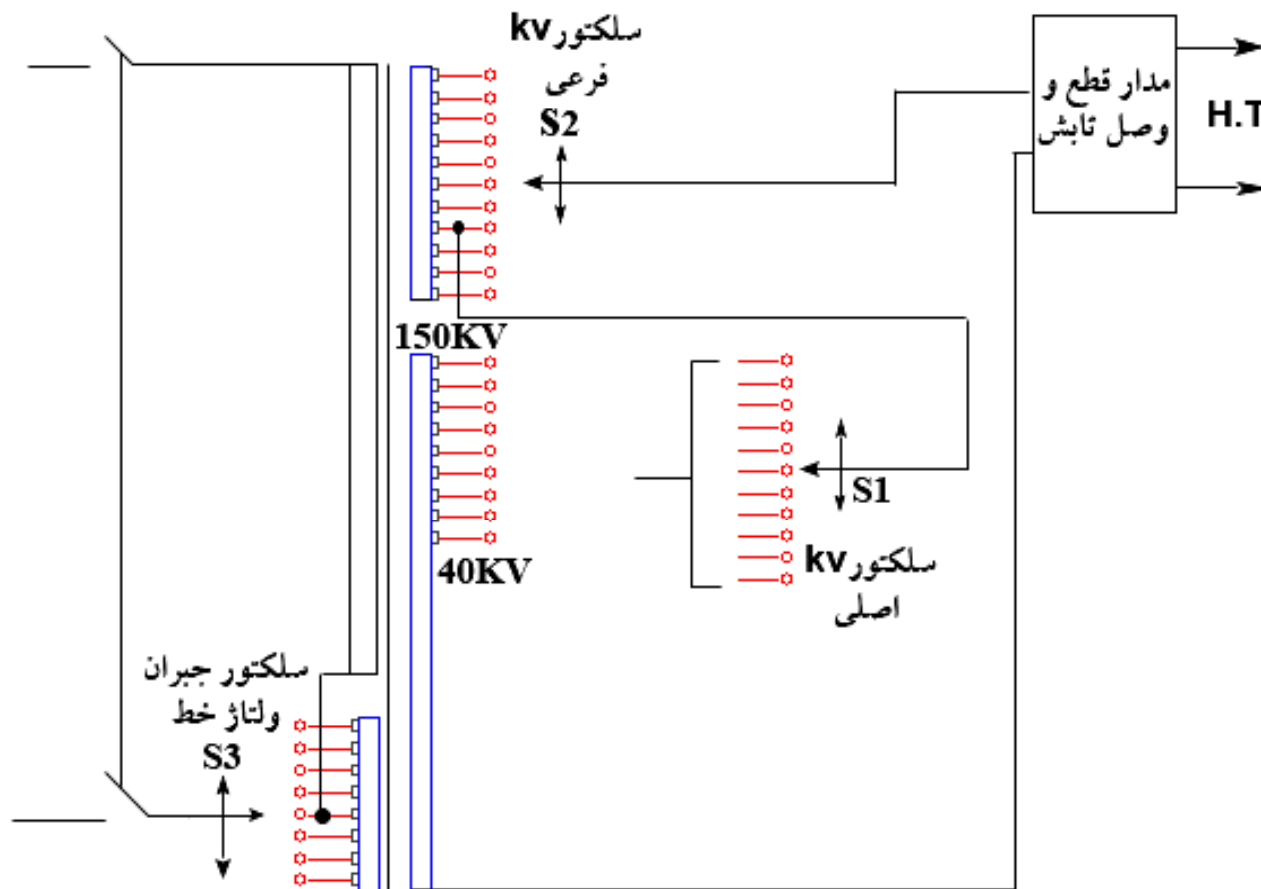 سلکتور kv
فرعی
S2
مدار قطع و
وصل تابش
H.T
150KV
40KV
S1
سلکتور kv
اصلی
سلکتور جبران
ولتاژ خط
S3